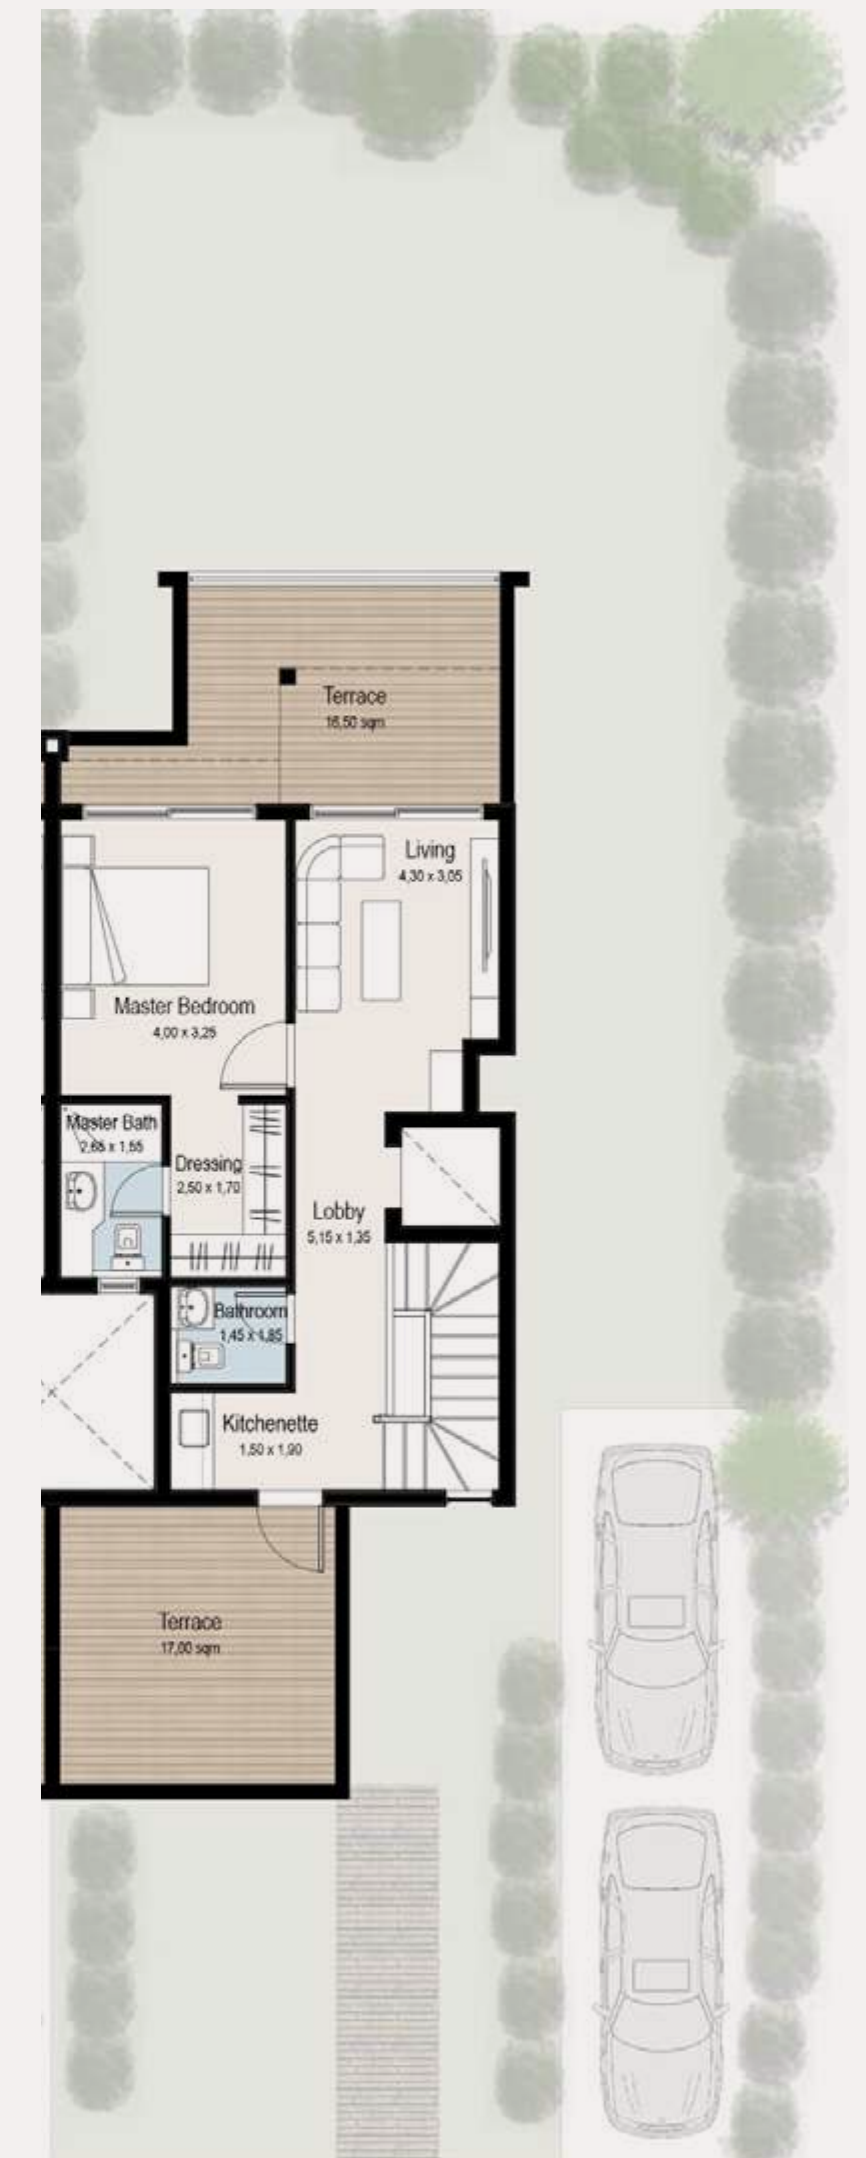 Terrace
16,50 sqm
Living
4,30 x 3,05
Master Bedroom
4,00 x 3,25
Master Bath
2,65 x 1,55
Dressing
2,50 x 1,70
Lobby
5,15 x 1,35
Bathroom
1,45 x 1,85
Kitchenette
1,50 x 1,90
Terrace
17,00 sqm